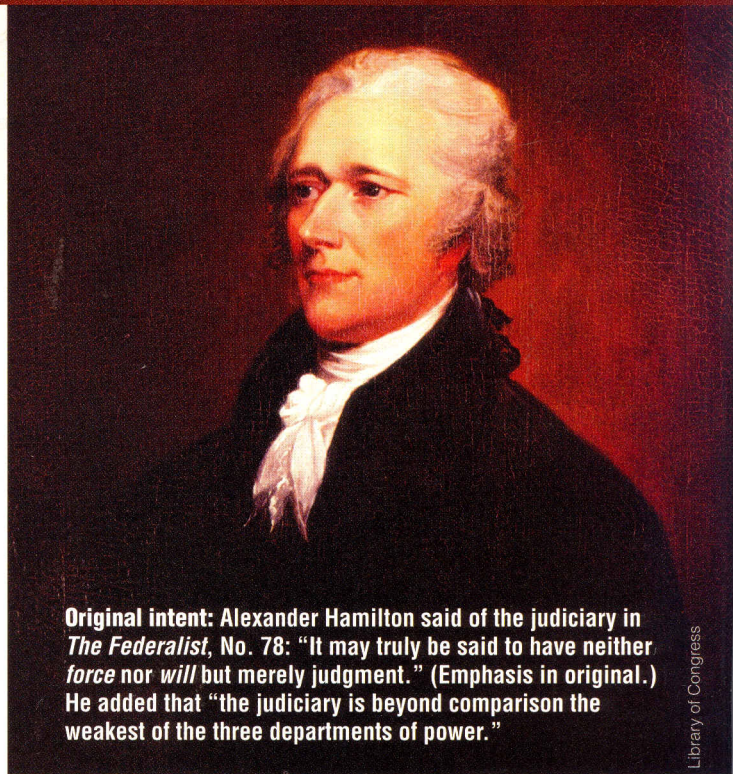 Original intent: Alexander Hamilton said of the judiciary in
The Federalist, No. 78: “It may truly be said to have neither
force nor will but merely judgment.” (Emphasis in original.)
He added that “the judiciary is beyond comparison the
weakest of the three departments of power.”
Library of Congress